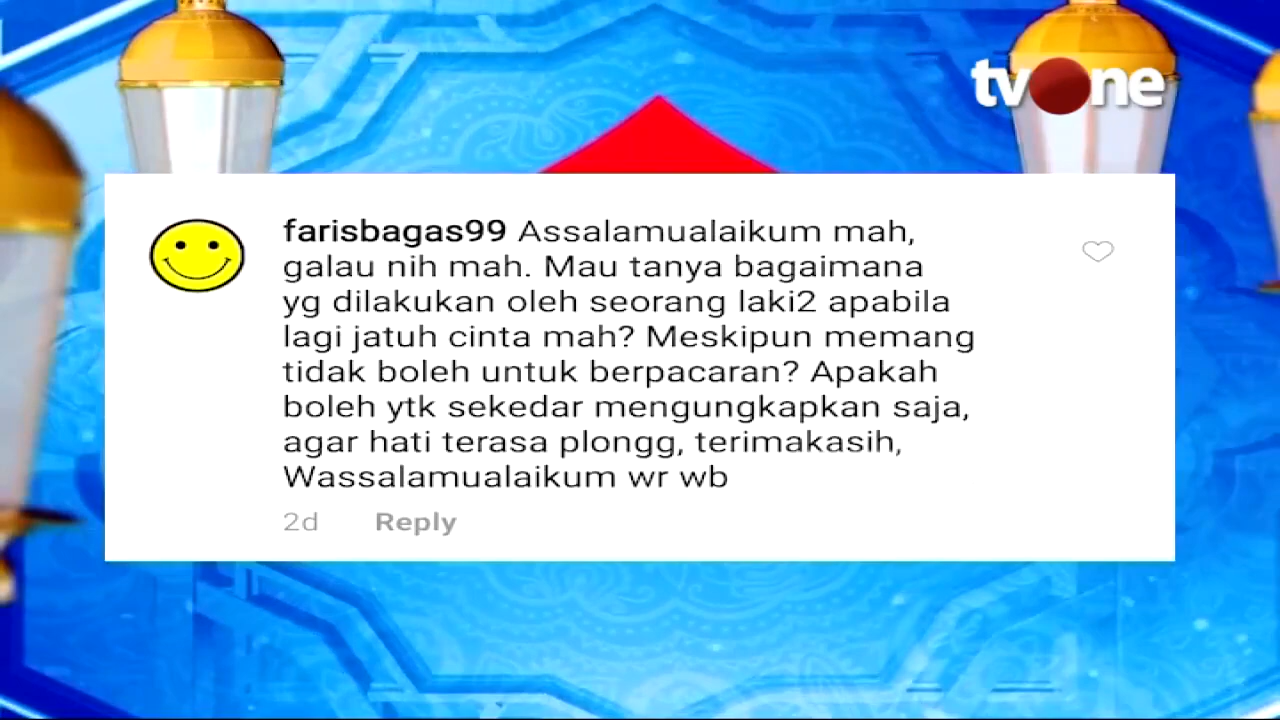 tvOne
farisbagas99 Assalamualaikum mah,
galau nih mah. Mau tanya bagaimana
yg dilakukan oleh seorang laki2 apabila
lagi jatuh cinta mah? Meskipun memang
tidak boleh untuk berpacaran? Apakah
boleh ytk sekedar mengungkapkan saja,
agar hati terasa plongg, terimakasih,
Wassalamualaikum wr wb
2d Reply